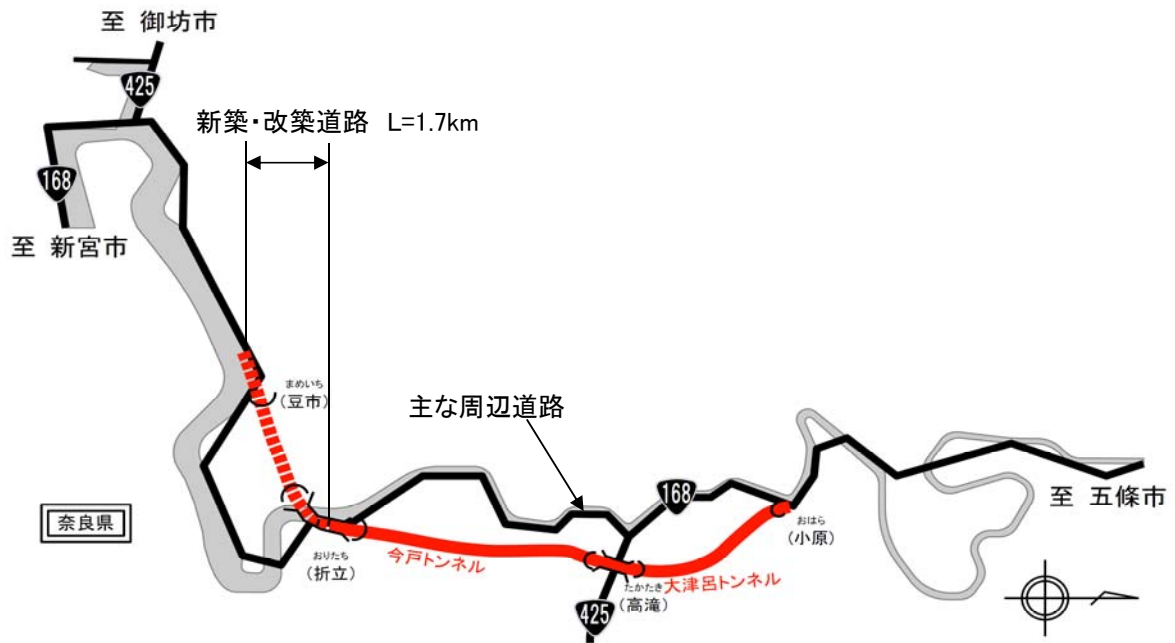 至 御坊市
425
新築・改築道路 L=1.7km
168
至 新宮市
まめいち
(豆市)
主な周辺道路
168
至 五條市
奈良県
おはら
(小原)
おりたち
(折立)
今戸トンネル
大津呂トンネル
たかたき
(高滝)
425